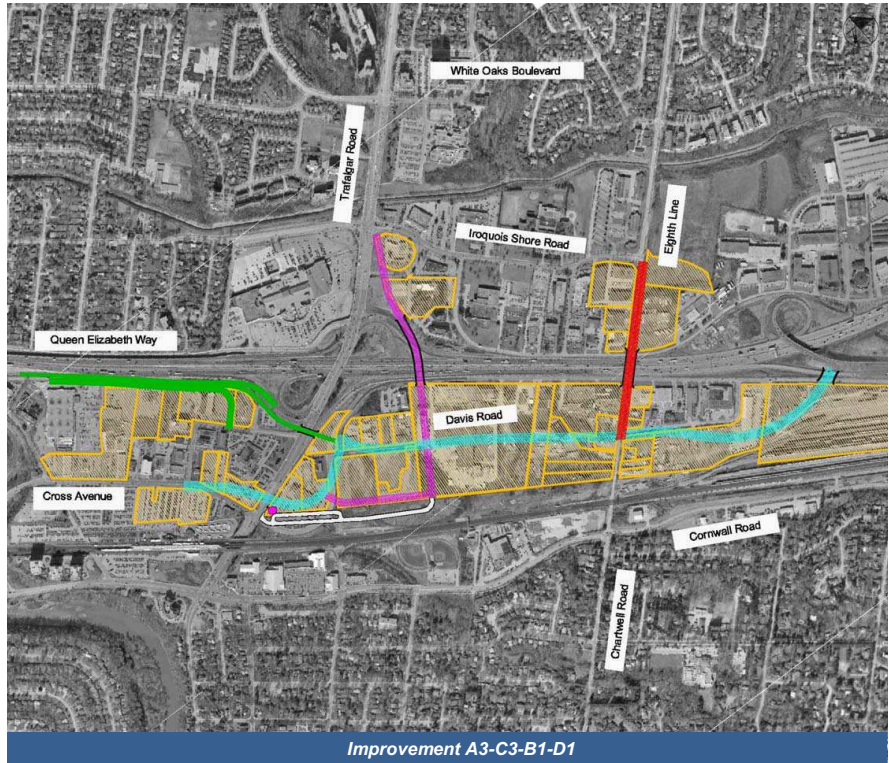 White Oaks Boulevard
Trafalgar Road
Iroquois Shore Road
Eighth Line
Queen Elizabeth Way
Davis Road
Cross Avenue
Cornwall Road
Chartwell Road
Improvement A3-C3-B1-D1